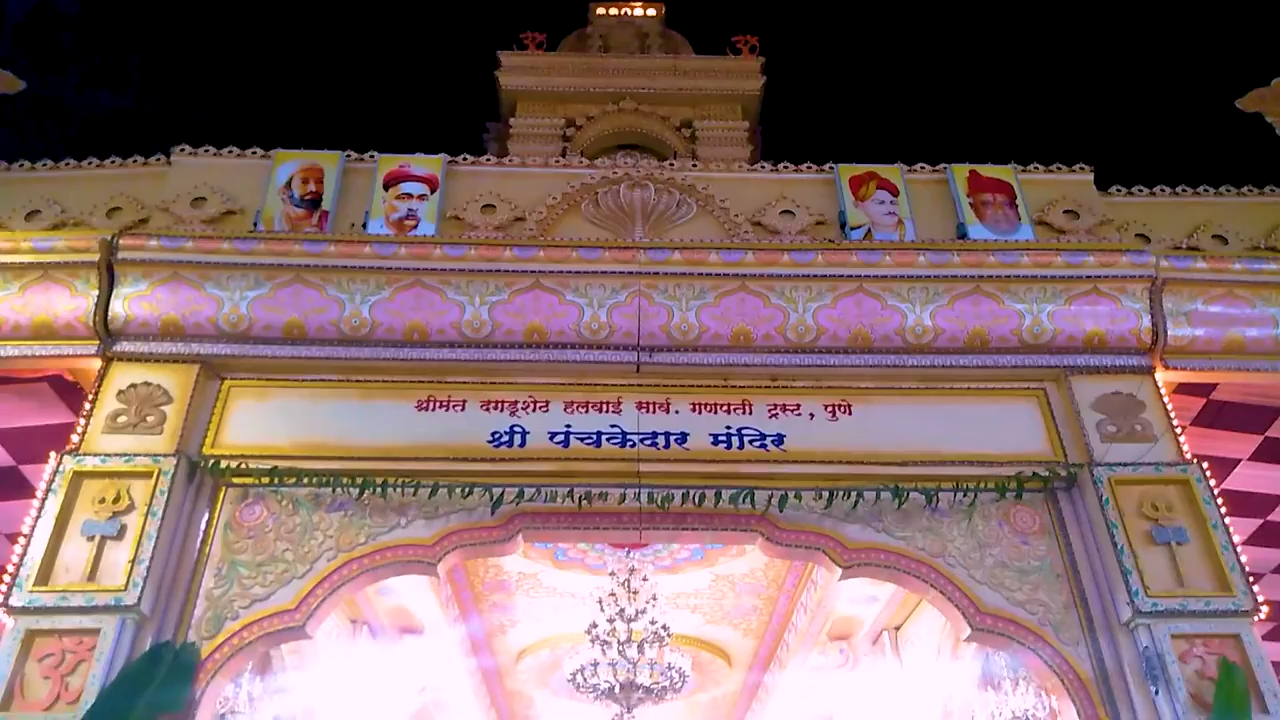 श्रीमंत दगडूशेठ हलवाई सार्व. गणपती ट्रस्ट, पुणे
श्री पंचकेदार मंदिर